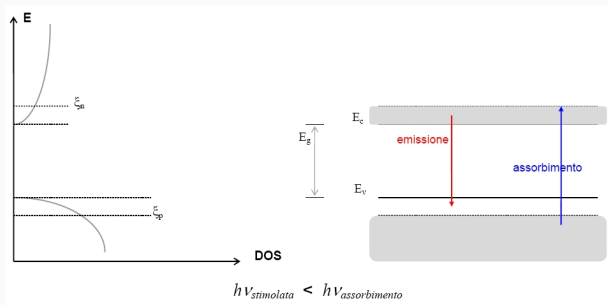 E
ξn
Ec
Eg
emissione
assorbimento
Ev
ξp
DOS
hνstimolata < hνassorbimento